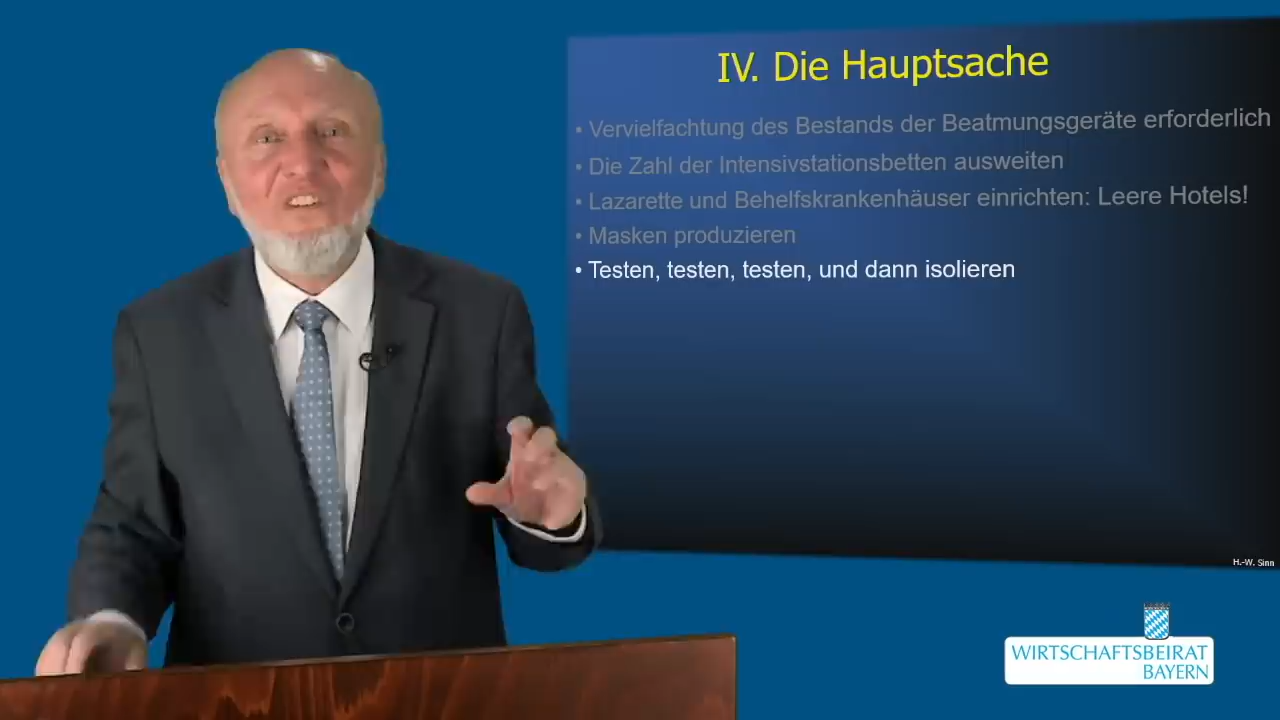 IV. Die Hauptsache
• Vervielfachtung des Bestands der Beatmungsgeräte erforderlich
• Die Zahl der Intensivstationsbetten ausweiten
• Lazarette und Behelfskrankenhäuser einrichten: Leere Hotels!
• Masken produzieren
• Testen, testen, testen, und dann isolieren
H.-W. Sinn
WIRTSCHAFTSBEIRAT
BAYERN